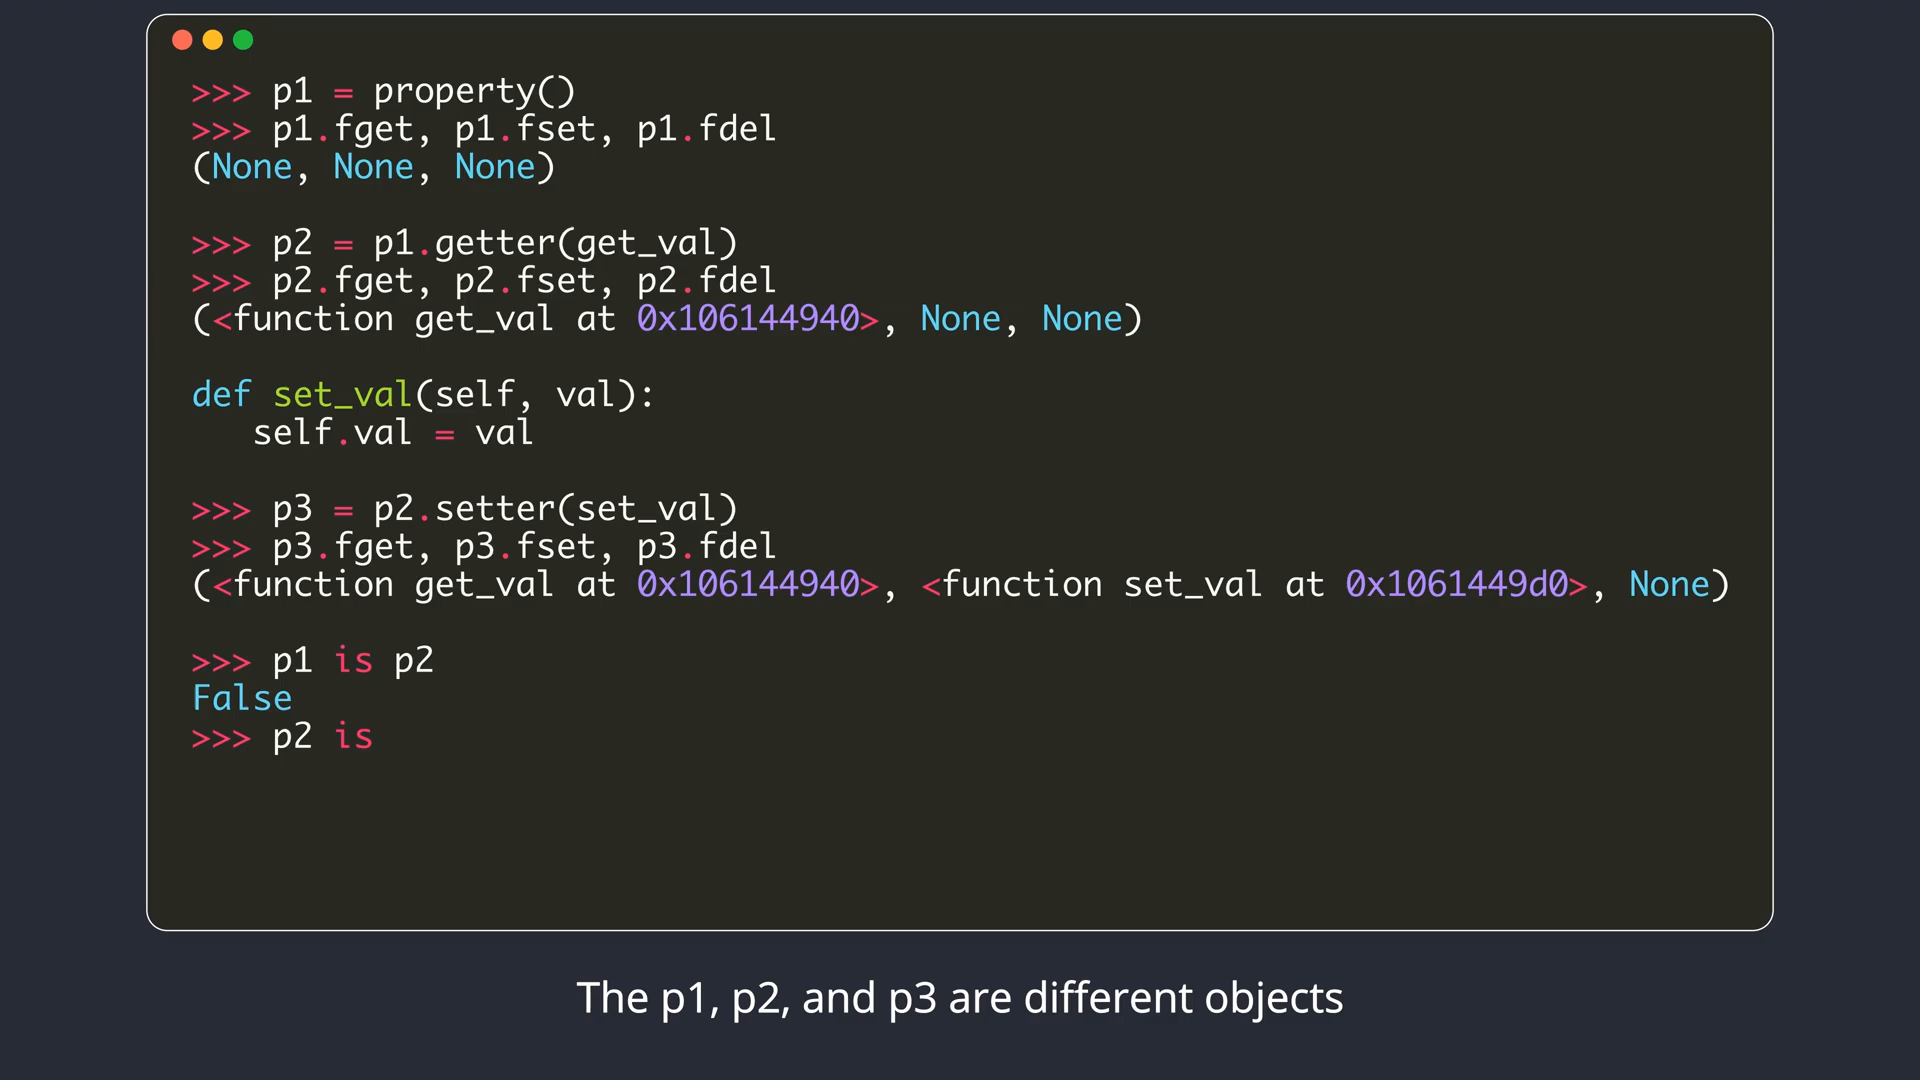 >>> p1 = property()
>>> p1.fget, p1.fset, p1.fdel
(None, None, None)
>>> p2 = p1.getter(get_val)
>>> p2.fget, p2.fset, p2.fdel
(<function get_val at 0x106144940>, None, None)
def set_val(self, val):
   self.val = val
>>> p3 = p2.setter(set_val)
>>> p3.fget, p3.fset, p3.fdel
(<function get_val at 0x106144940>, <function set_val at 0x1061449d0>, None)
>>> p1 is p2
False
>>> p2 is
The p1, p2, and p3 are different objects